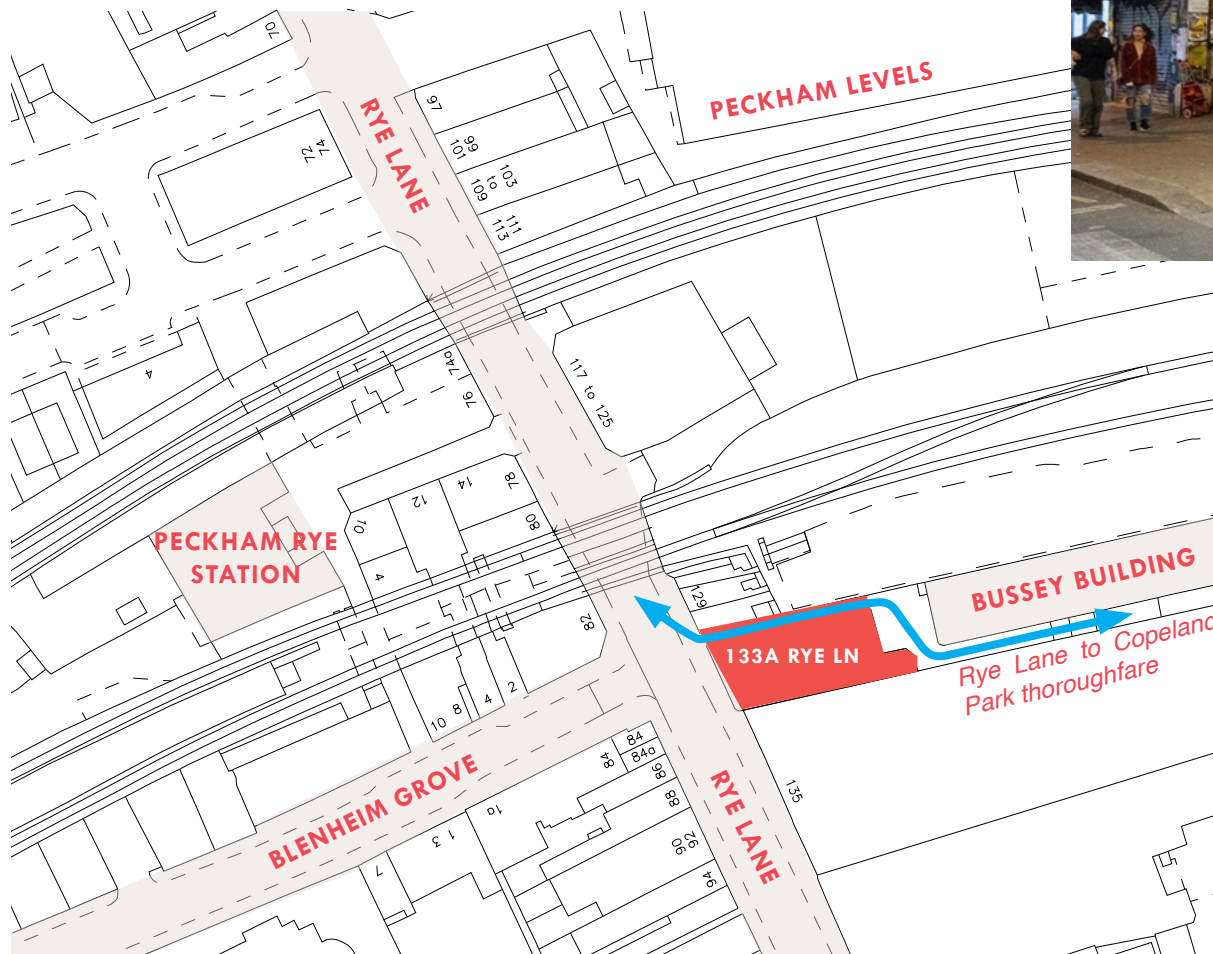 70
97
PECKHAM LEVELS
RYE LANE
74
72
99
101
103
to
109
111
113
4
74a
76
117 to 125
14
12
78
10
80
PECKHAM RYE
STATION
4
129
BUSSEY BUILDING
82
133A RYE LN
Rye Lane to Copeland
Park thoroughfare
2
4
8
10
84
84a
84
86
88
BLENHEIM GROVE
RYE LANE
135
1a
1 3
92
90
94
7